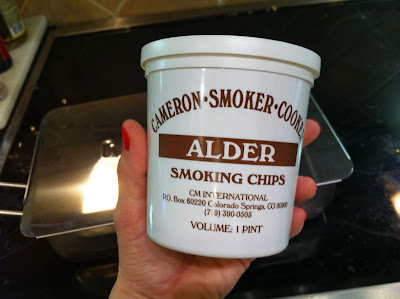 CAMERON•SMOKER•COOKER
ALDER
SMOKING CHIPS
CM INTERNATIONAL
P.O. Box 60220 Colorado Springs, CO 80960
(719) 390-0505
VOLUME: 1 PINT